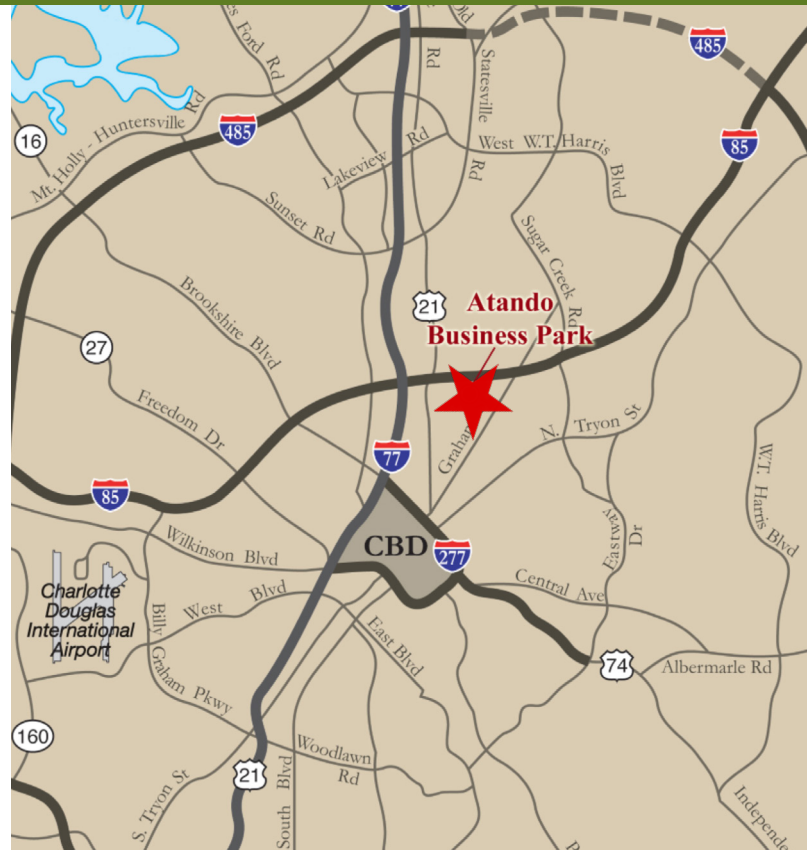 485
es Ford Rd
Rd
Old
Statesville
Rd
16
Mt. Holly - Huntersville Rd
485
Lakeview Rd
West W.T. Harris Blvd
85
Sunset Rd
Sugar Creek Rd
21
Atando
Business Park
Brookshire Blvd
27
Freedom Dr
Graham
N. Tryon St
77
W.T. Harris Blvd
85
Eastway Dr
CBD
277
Wilkinson Blvd
Charlotte
Douglas
International
Airport
West Blvd
Central Ave
Billy Graham Pkwy
East Blvd
74
Albermarle Rd
160
21
Woodlawn
Rd
S. Tryon St
South Blvd
Independe